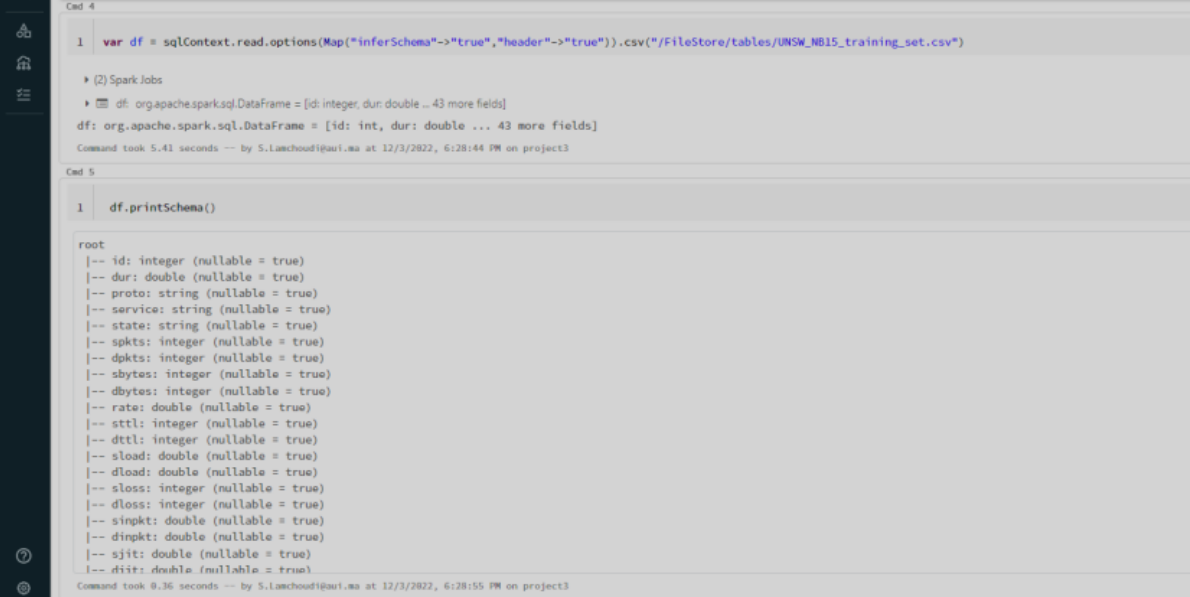 Cmd 4
1 var df = sqlContext.read.options(Map("inferSchema"->"true","header"->"true")).csv("/FileStore/tables/UNSW_NB15_training_set.csv")
(2) Spark Jobs
df: org.apache.spark.sql.DataFrame = [id: integer, dur: double ... 43 more fields]
df: org.apache.spark.sql.DataFrame = [id: int, dur: double ... 43 more fields]
Command took 5.41 seconds -- by S.Lamchoudi@aui.ma at 12/3/2022, 6:28:44 PM on project3
Cmd 5
1 df.printSchema()
root
|-- id: integer (nullable = true)
|-- dur: double (nullable = true)
|-- proto: string (nullable = true)
|-- service: string (nullable = true)
|-- state: string (nullable = true)
|-- spkts: integer (nullable = true)
|-- dpkts: integer (nullable = true)
|-- sbytes: integer (nullable = true)
|-- dbytes: integer (nullable = true)
|-- rate: double (nullable = true)
|-- sttl: integer (nullable = true)
|-- dttl: integer (nullable = true)
|-- sload: double (nullable = true)
|-- dload: double (nullable = true)
|-- sloss: integer (nullable = true)
|-- dloss: integer (nullable = true)
|-- sinpkt: double (nullable = true)
|-- dinpkt: double (nullable = true)
|-- sjit: double (nullable = true)
|-- djit: double (nullable = true)
Command took 0.36 seconds -- by S.Lamchoudi@aui.ma at 12/3/2022, 6:28:55 PM on project3